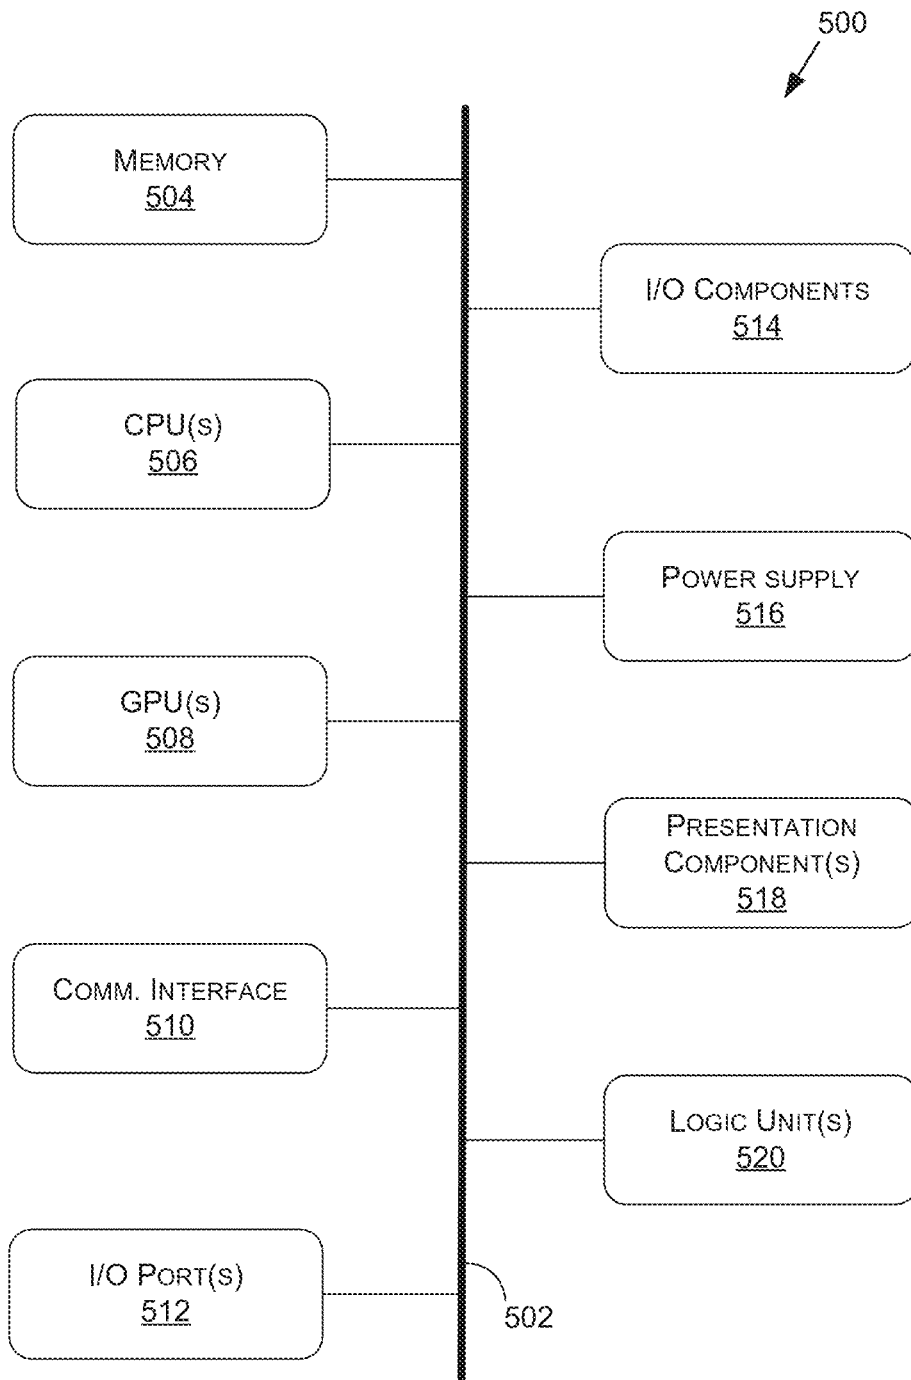 500
MEMORY
504
I/O COMPONENTS
514
CPU(S)
506
POWER SUPPLY
516
GPU(S)
508
PRESENTATION
COMPONENT(S)
518
COMM. INTERFACE
510
LOGIC UNIT(S)
520
I/O PORT(S)
512
502